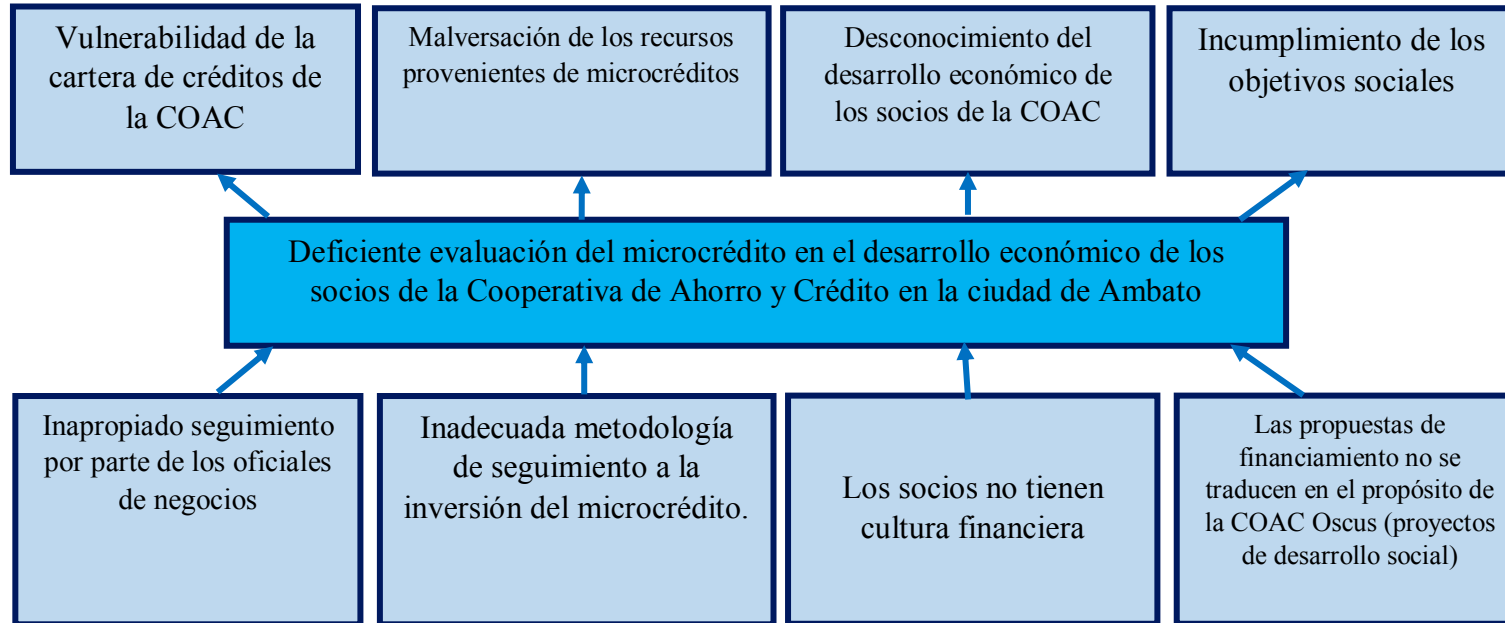 Vulnerabilidad de la
cartera de créditos de
la COAC
Malversación de los recursos
provenientes de microcréditos
Desconocimiento del
desarrollo económico de
los socios de la COAC
Incumplimiento de los
objetivos sociales
Deficiente evaluación del microcrédito en el desarrollo económico de los
socios de la Cooperativa de Ahorro y Crédito en la ciudad de Ambato
Inapropiado seguimiento
por parte de los oficiales
de negocios
Inadecuada metodología
de seguimiento a la
inversión del microcrédito.
Los socios no tienen
cultura financiera
Las propuestas de
financiamiento no se
traducen en el propósito de
la COAC Oscus (proyectos
de desarrollo social)